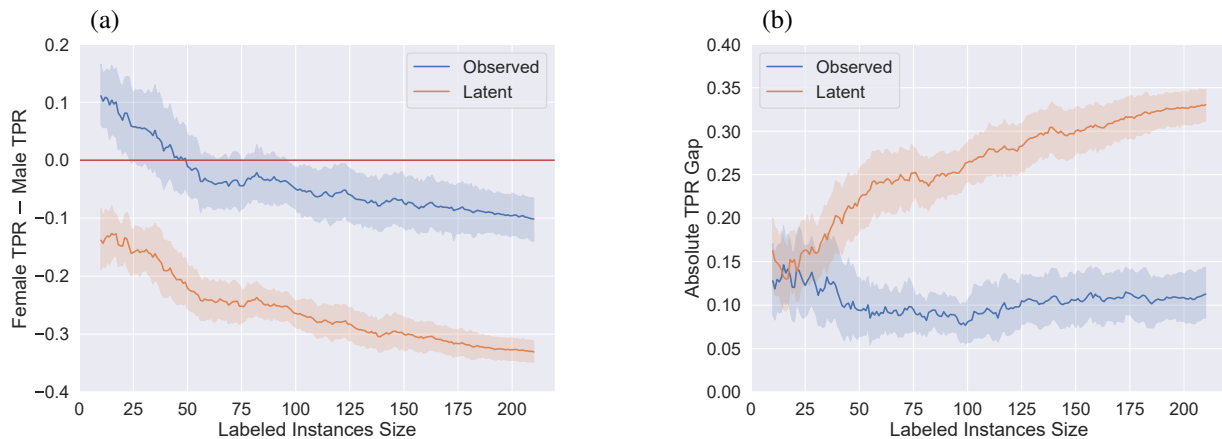 (a)
0.2
0.1
0.0
−0.1
−0.2
−0.3
−0.4
Female TPR − Male TPR
Observed
Latent
0 25 50 75 100 125 150 175 200
Labeled Instances Size
(b)
0.40
0.35
0.30
0.25
0.20
0.15
0.10
0.05
0.00
Absolute TPR Gap
Observed
Latent
0 25 50 75 100 125 150 175 200
Labeled Instances Size